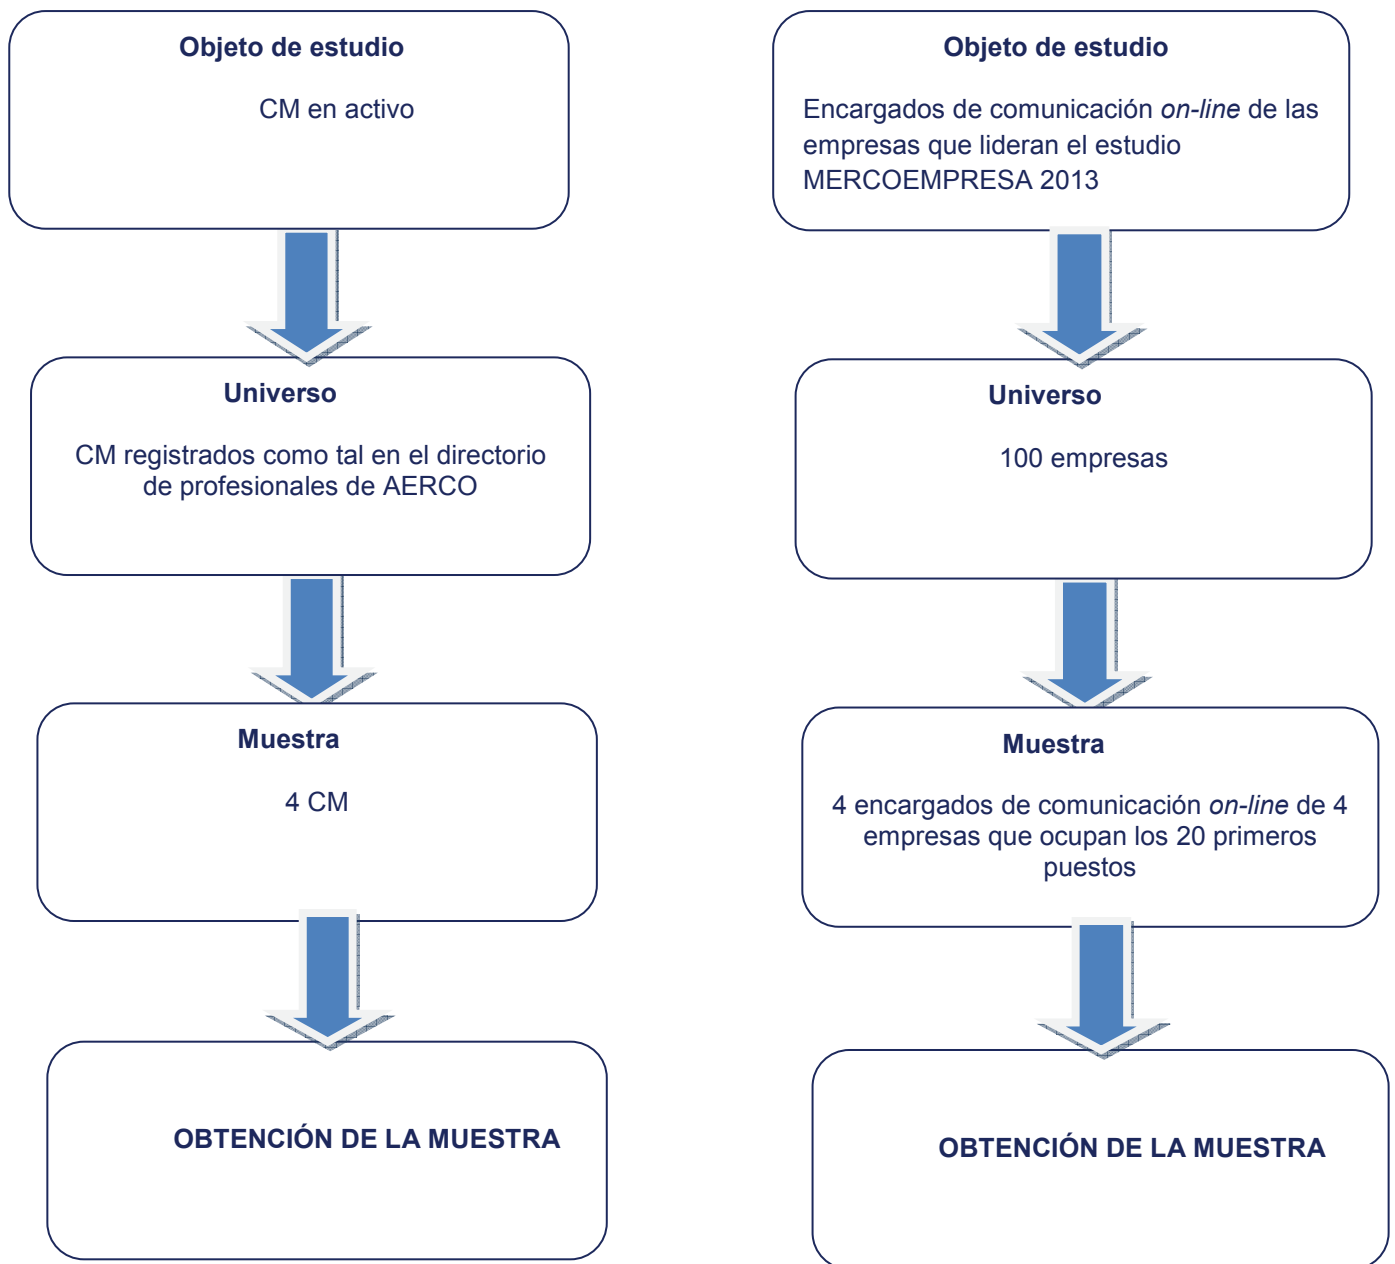 Objeto de estudio
CM en activo
Universo
CM registrados como tal en el directorio
de profesionales de AERCO
Muestra
4 CM
OBTENCIÓN DE LA MUESTRA
Objeto de estudio
Encargados de comunicación on-line de las
empresas que lideran el estudio
MERCOEMPRESA 2013
Universo
100 empresas
Muestra
4 encargados de comunicación on-line de 4
empresas que ocupan los 20 primeros
puestos
OBTENCIÓN DE LA MUESTRA